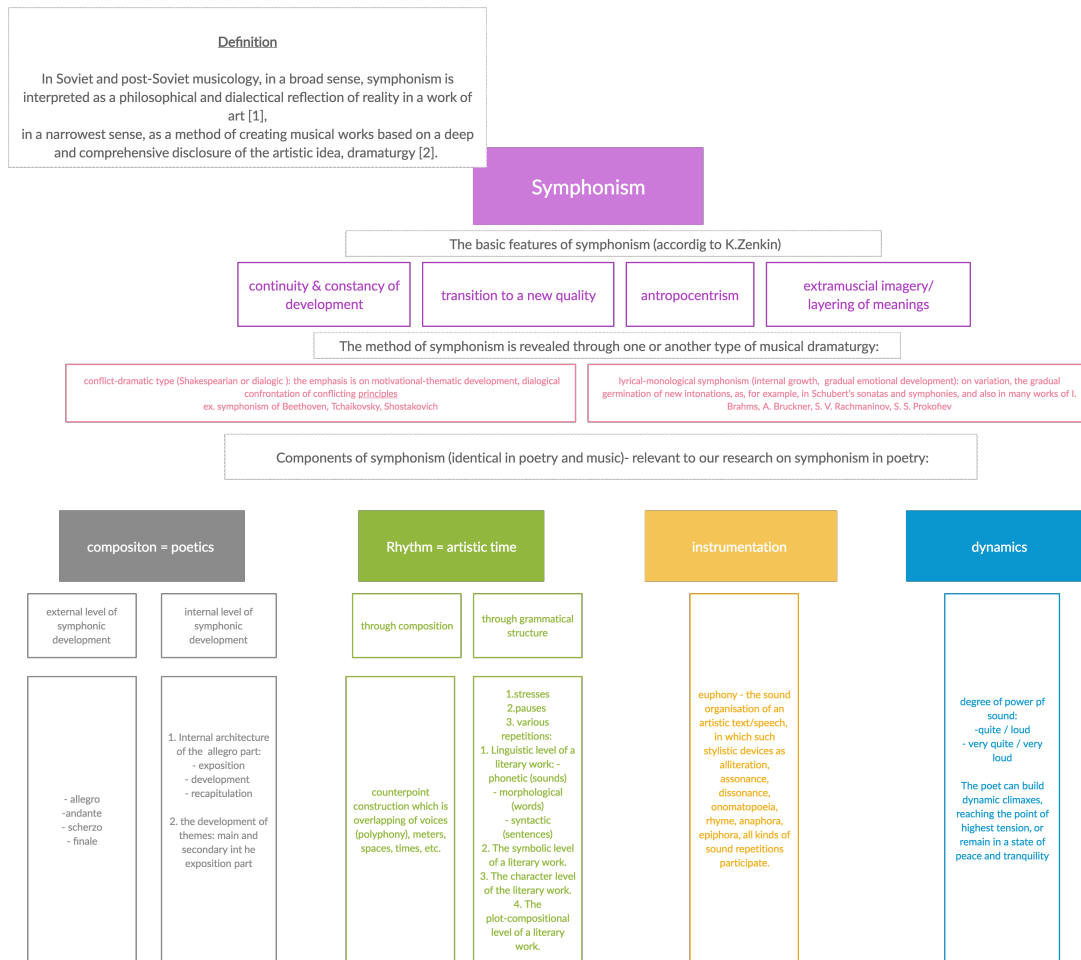 Definition
In Soviet and post-Soviet musicology, in a broad sense, symphonism is
interpreted as a philosophical and dialectical reflection of reality in a work of
art [1],
in a narrowest sense, as a method of creating musical works based on a deep
and comprehensive disclosure of the artistic idea, dramaturgy [2].
Symphonism
The basic features of symphonism (accordig to K.Zenkin)
continuity & constancy of
development
transition to a new quality
antropocentrism
extramuscial imagery/
layering of meanings
The method of symphonism is revealed through one or another type of musical dramaturgy:
conflict-dramatic type (Shakespearian or dialogic ): the emphasis is on motivational-thematic development, dialogical
confrontation of conflicting principles
ex. symphonism of Beethoven, Tchaikovsky, Shostakovich
lyrical-monological symphonism (internal growth, gradual emotional development): on variation, the gradual
germination of new intonations, as, for example, in Schubert's sonatas and symphonies, and also in many works of I.
Brahms, A. Bruckner, S. V. Rachmaninov, S. S. Prokofiev
Components of symphonism (identical in poetry and music)- relevant to our research on symphonism in poetry:
compositon = poetics
external level of
symphonic
development
internal level of
symphonic
development
- allegro
-andante
- scherzo
- finale
1. Internal architecture
of the allegro part:
- exposition
- development
- recapitulation
2. the development of
themes: main and
secondary int he
exposition part
Rhythm = artistic time
through composition
through grammatical
structure
counterpoint
construction which is
overlapping of voices
(polyphony), meters,
spaces, times, etc.
1.stresses
2.pauses
3. various
repetitions:
1. Linguistic level of a
literary work: -
phonetic (sounds)
- morphological
(words)
- syntactic
(sentences)
2. The symbolic level
of a literary work.
3. The character level
of the literary work.
4. The
plot-compositional
level of a literary
work.
instrumentation
euphony - the sound
organisation of an
artistic text/speech,
in which such
stylistic devices as
alliteration,
assonance,
dissonance,
onomatopoeia,
rhyme, anaphora,
epiphora, all kinds of
sound repetitions
participate.
dynamics
degree of power pf
sound:
-quite / loud
- very quite / very
loud
The poet can build
dynamic climaxes,
reaching the point of
highest tension, or
remain in a state of
peace and tranquility